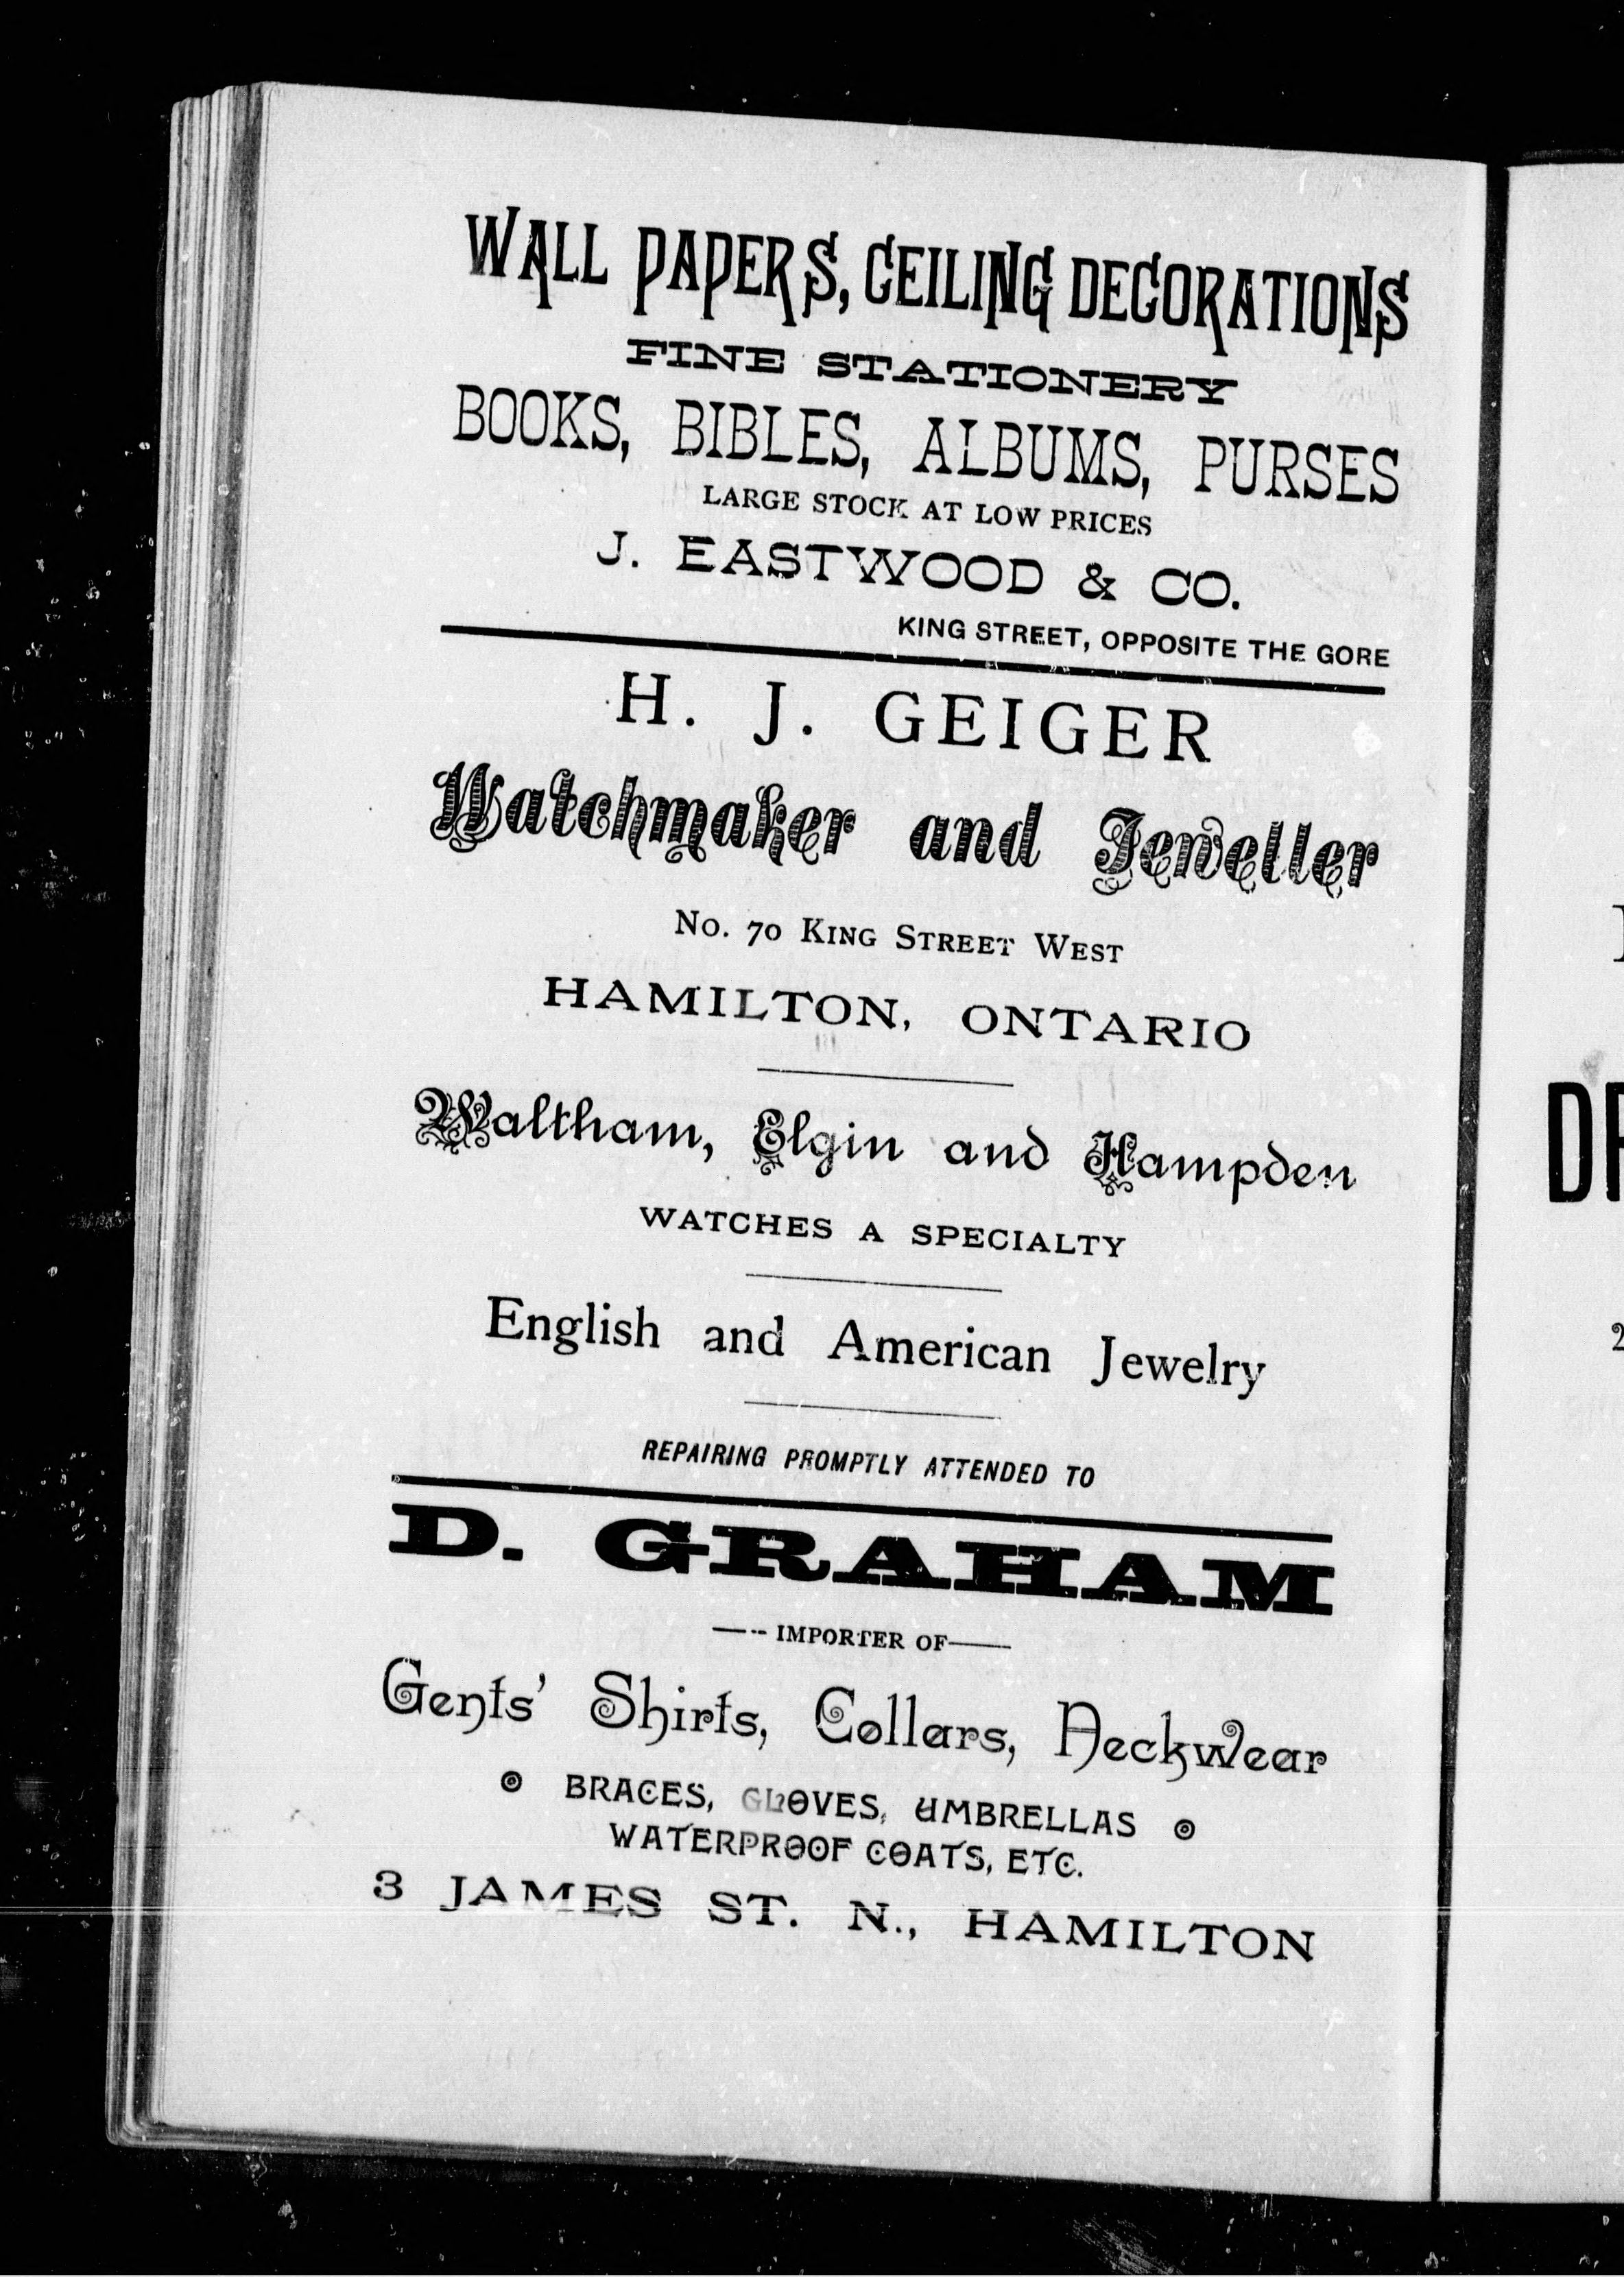 WALL PAPERS, CEILING DECORATIONS
FINE STATIONERY
BOOKS, BIBLES, ALBUMS, PURSES
LARGE STOCK AT LOW PRICES
J. EASTWOOD & CO.
KING STREET, OPPOSITE THE GORE
H. J. GEIGER
Watchmaker and Jeweller
No. 70 King Street West
HAMILTON, ONTARIO
Waltham, Elgin and Hampden
WATCHES A SPECIALTY
English and American Jewelry
REPAIRING PROMPTLY ATTENDED TO
D. GRAHAM
IMPORTER OF
Gents' Shirts, Collars, Neckwear
BRACES, GLOVES, UMBRELLAS
WATERPROOF COATS, ETC.
3 JAMES ST. N., HAMILTON